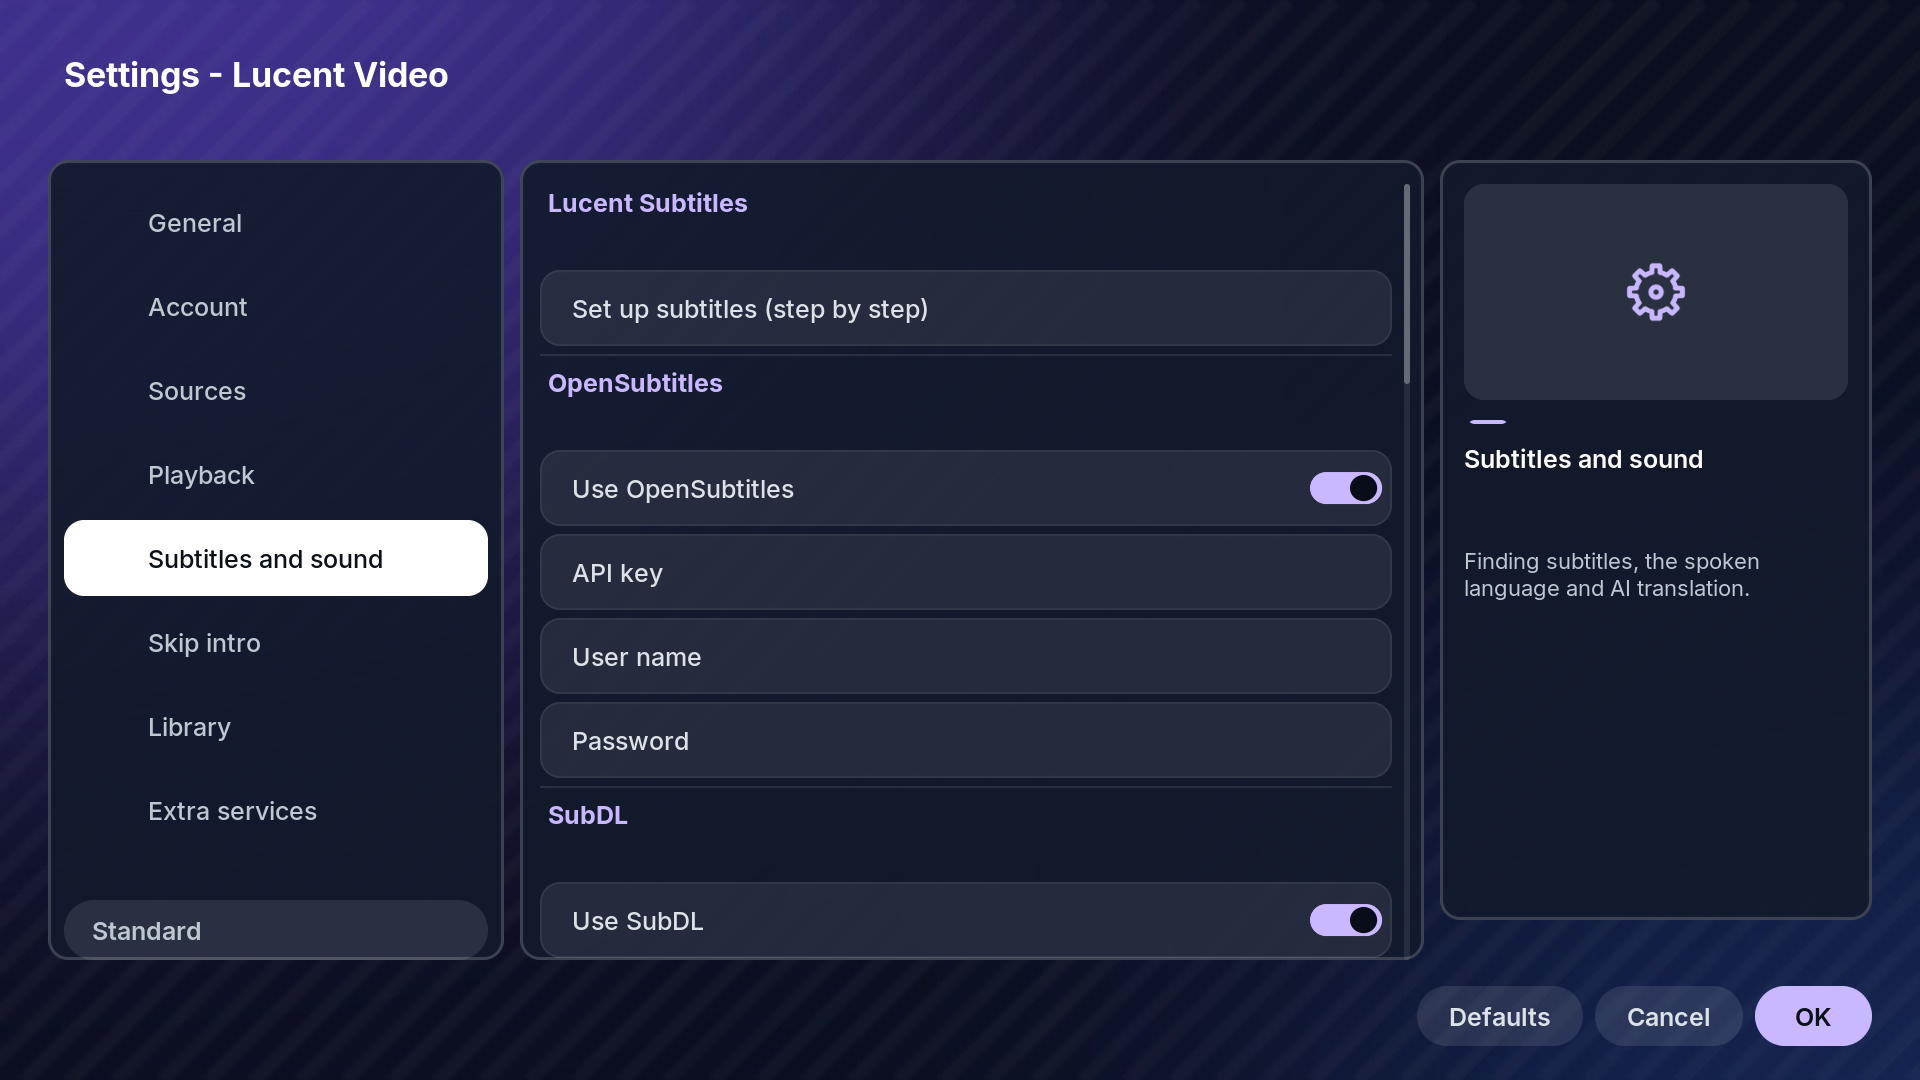 Settings - Lucent Video
General
Account
Sources
Playback
Subtitles and sound
Skip intro
Library
Extra services
Standard
Lucent Subtitles
Set up subtitles (step by step)
OpenSubtitles
Use OpenSubtitles
API key
User name
Password
SubDL
Use SubDL
Subtitles and sound
Finding subtitles, the spoken
language and AI translation.
Defaults
Cancel
OK